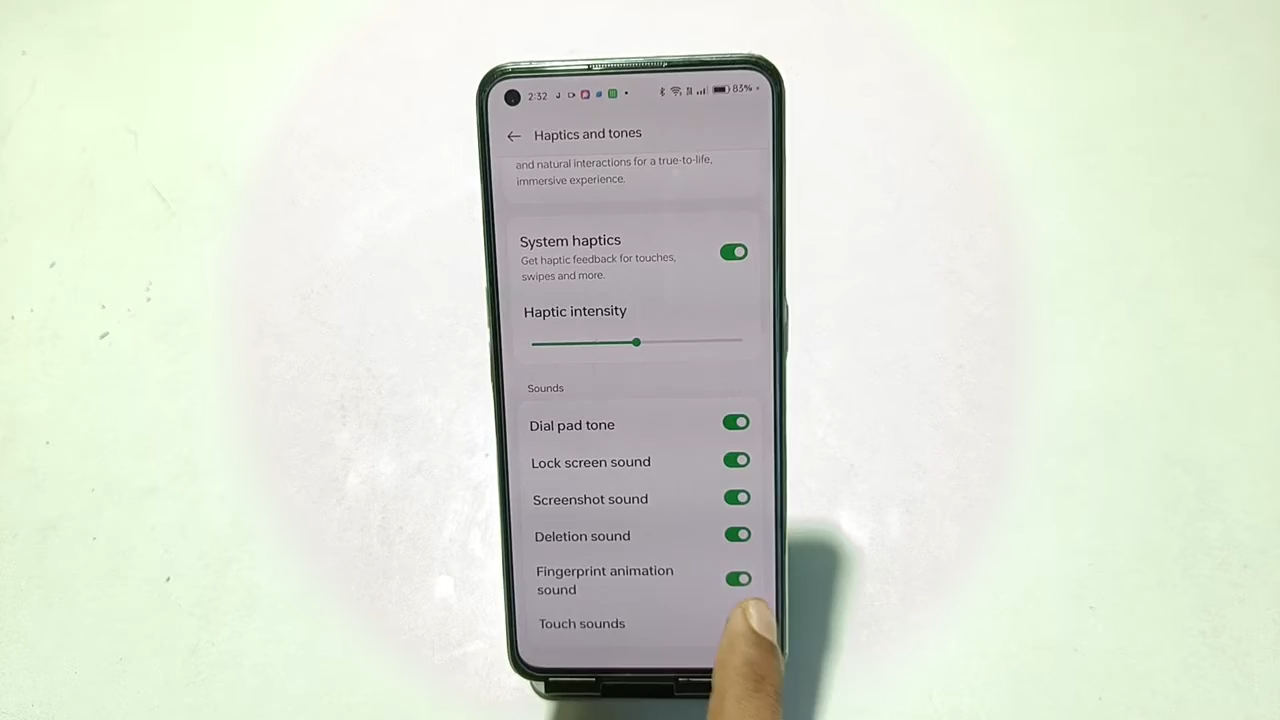 2:32
83%
Haptics and tones
and natural interactions for a true-to-life,
immersive experience.
System haptics
Get haptic feedback for touches,
swipes and more.
Haptic intensity
Sounds
Dial pad tone
Lock screen sound
Screenshot sound
Deletion sound
Fingerprint animation
sound
Touch sounds